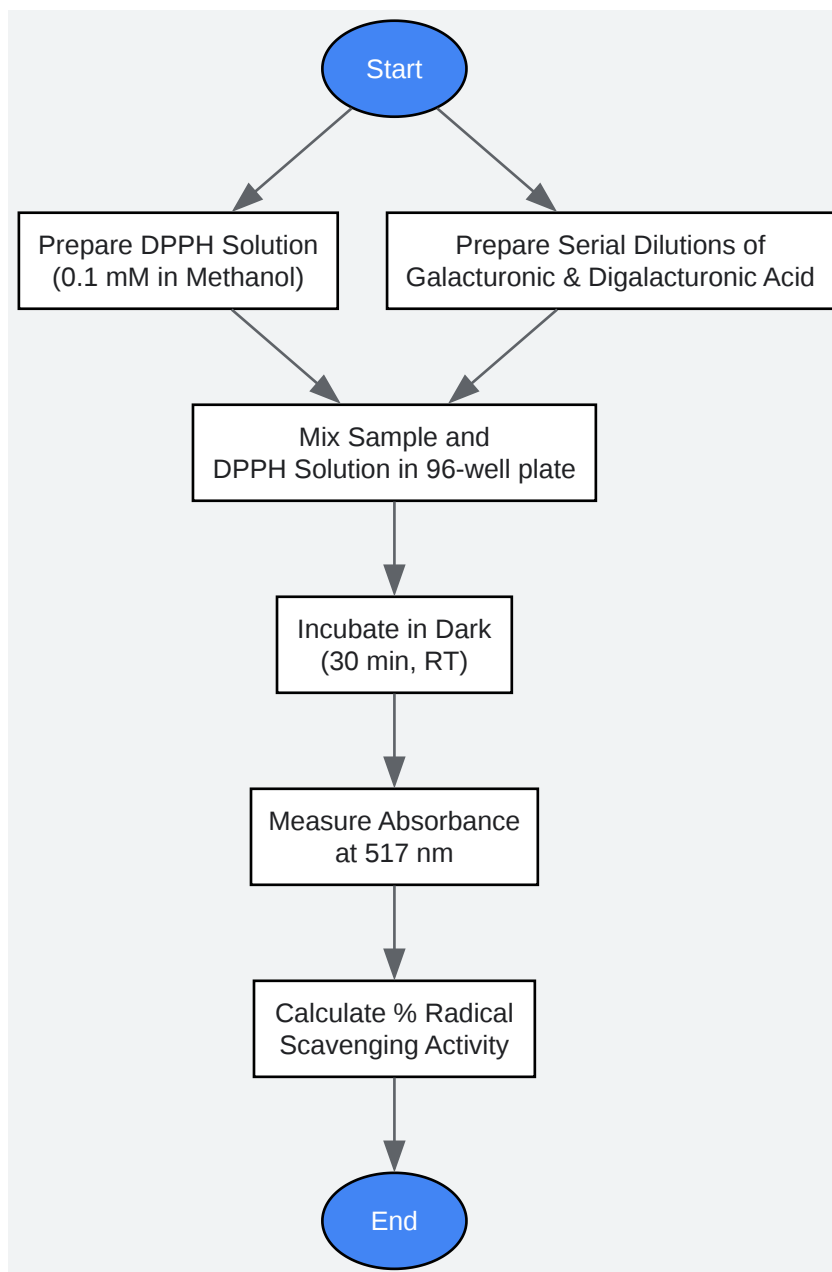 Start
Prepare DPPH Solution
(0.1 mM in Methanol)
Prepare Serial Dilutions of
Galacturonic & Digalacturonic Acid
Mix Sample and
DPPH Solution in 96-well plate
Incubate in Dark
(30 min, RT)
Measure Absorbance
at 517 nm
Calculate % Radical
Scavenging Activity
End